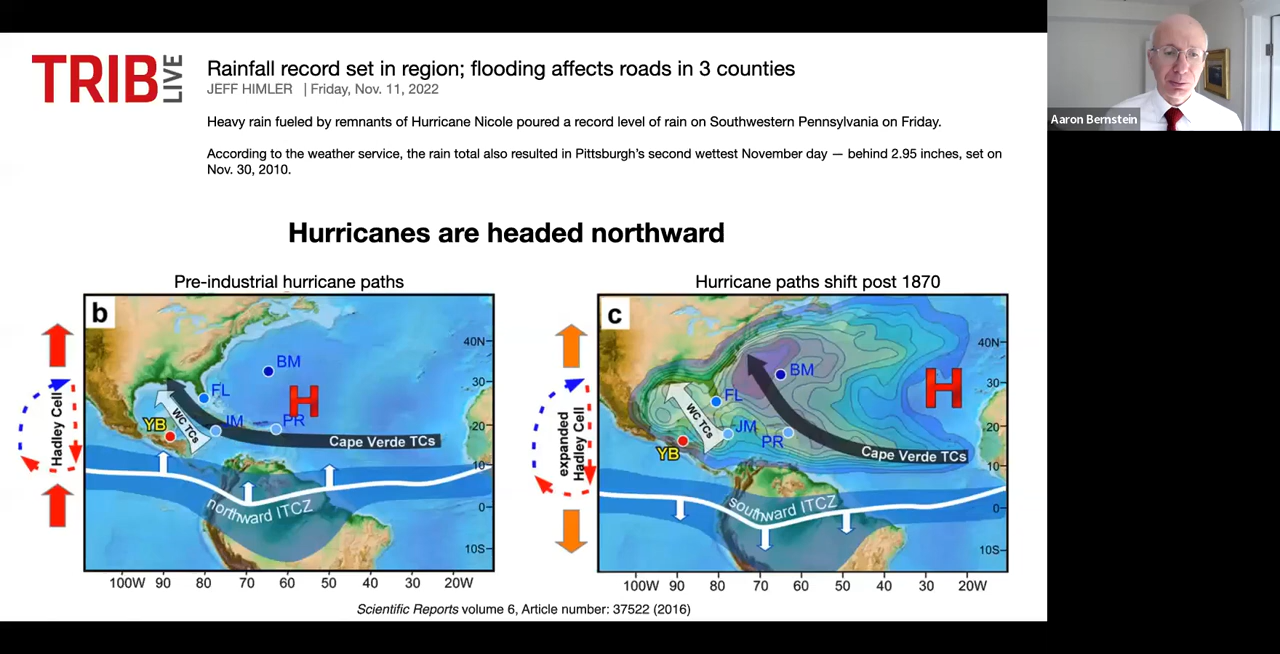 TRIB LIVE
Rainfall record set in region; flooding affects roads in 3 counties
JEFF HIMLER | Friday, Nov. 11, 2022
Heavy rain fueled by remnants of Hurricane Nicole poured a record level of rain on Southwestern Pennsylvania on Friday.
According to the weather service, the rain total also resulted in Pittsburgh's second wettest November day — behind 2.95 inches, set on
Nov. 30, 2010.
Aaron Bernstein
Hurricanes are headed northward
Pre-industrial hurricane paths
b
Hadley Cell
BM
FL
H
YB
WC TCs
JM
PR
Cape Verde TCs
northward ITCZ
40N
30
20
10
0
10S
100W 90 80 70 60 50 40 30 20W
Hurricane paths shift post 1870
c
expanded
Hadley Cell
BM
FL
H
YB
WC TCs
JM
PR
Cape Verde TCs
southward ITCZ
40N
30
20
10
0
10S
100W 90 80 70 60 50 40 30 20W
Scientific Reports volume 6, Article number: 37522 (2016)